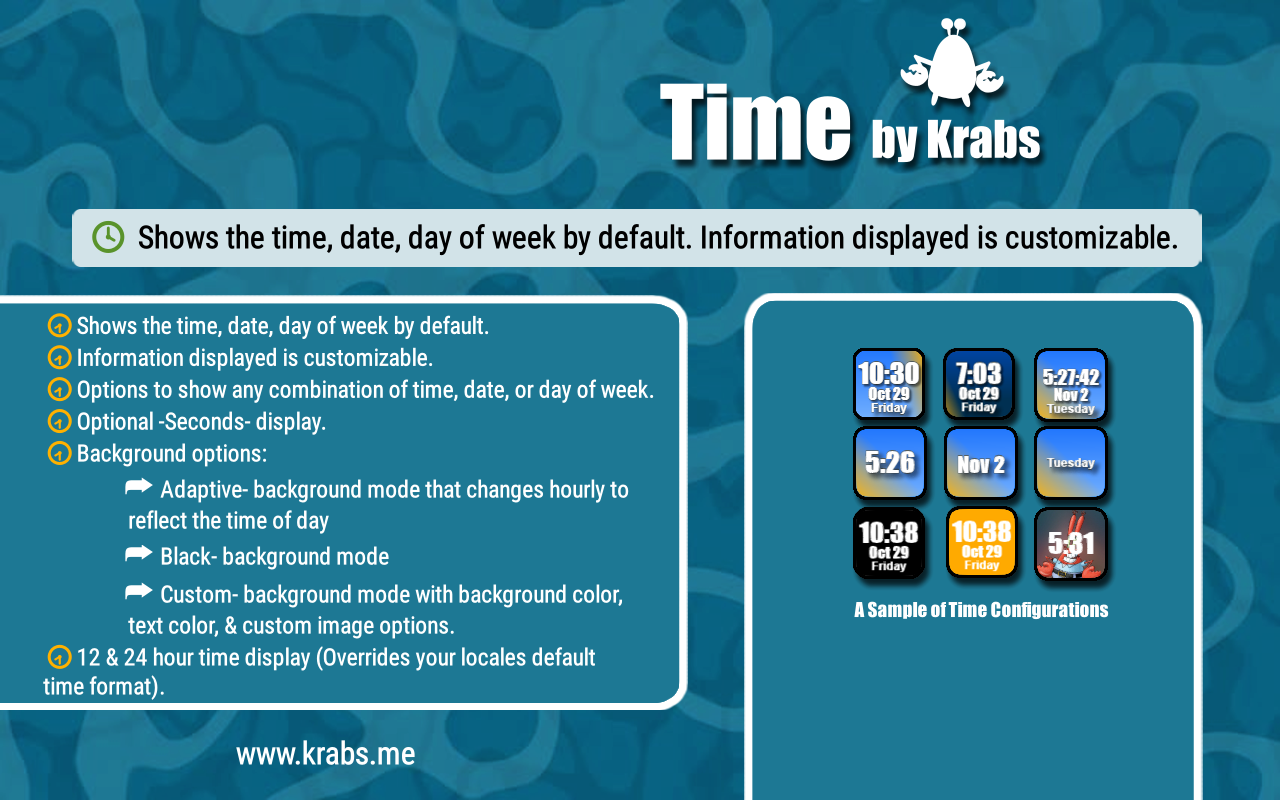 Time by Krabs
Shows the time, date, day of week by default. Information displayed is customizable.
Shows the time, date, day of week by default.
Information displayed is customizable.
Options to show any combination of time, date, or day of week.
Optional -Seconds- display.
Background options:
Adaptive- background mode that changes hourly to
reflect the time of day
Black- background mode
Custom- background mode with background color,
text color, & custom image options.
12 & 24 hour time display (Overrides your locales default
time format).
www.krabs.me
10:30
Oct 29
Friday
7:03
Oct 29
Friday
5:27:42
Nov 2
Tuesday
5:26
Nov 2
Tuesday
10:38
Oct 29
Friday
10:38
Oct 29
Friday
5:31
A Sample of Time Configurations